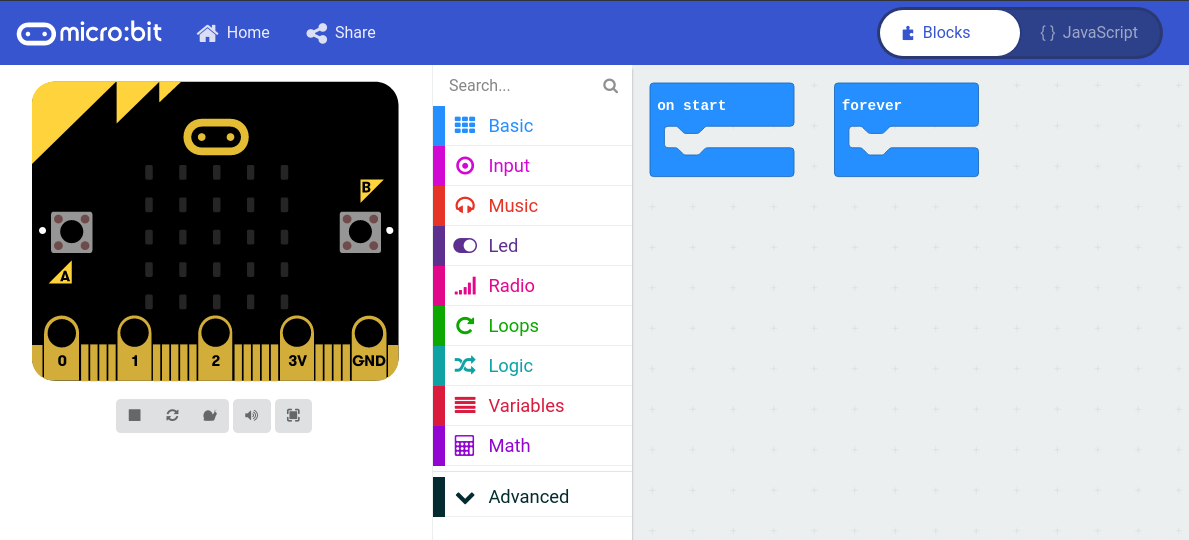 micro:bit
Home
Share
Blocks
{ } JavaScript
B
A
0
1
2
3V
GND
Search...
Basic
Input
Music
Led
Radio
Loops
Logic
Variables
Math
Advanced
on start
forever